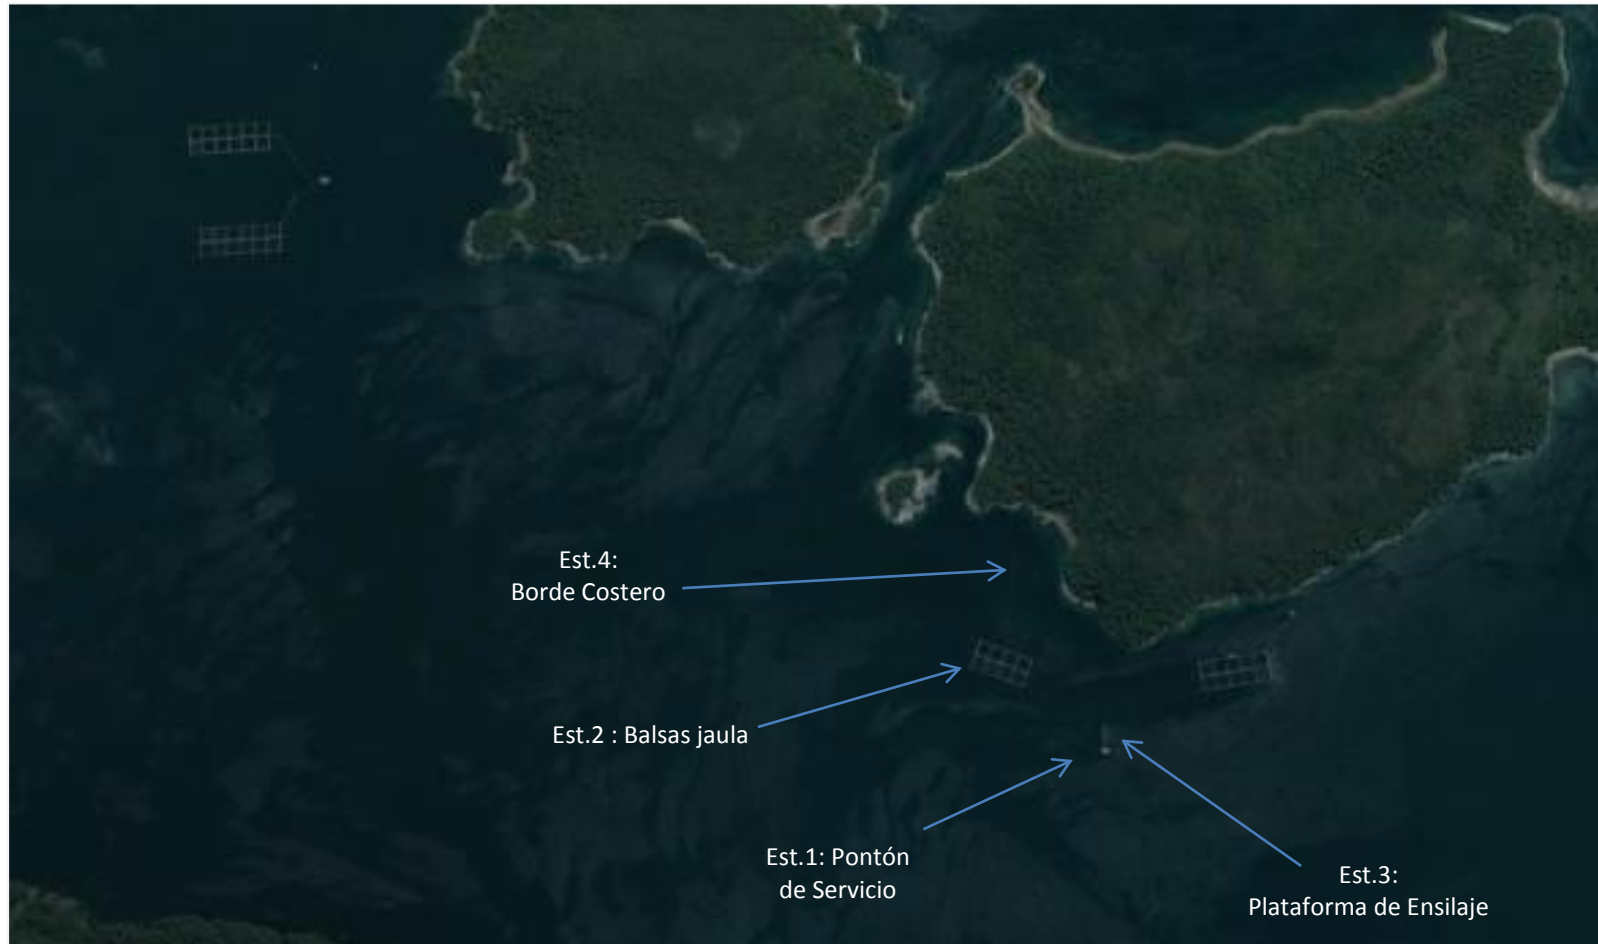 Est.4:
Borde Costero
Est.2 : Balsas jaula
Est.1: Pontón
de Servicio
Est.3:
Plataforma de Ensilaje